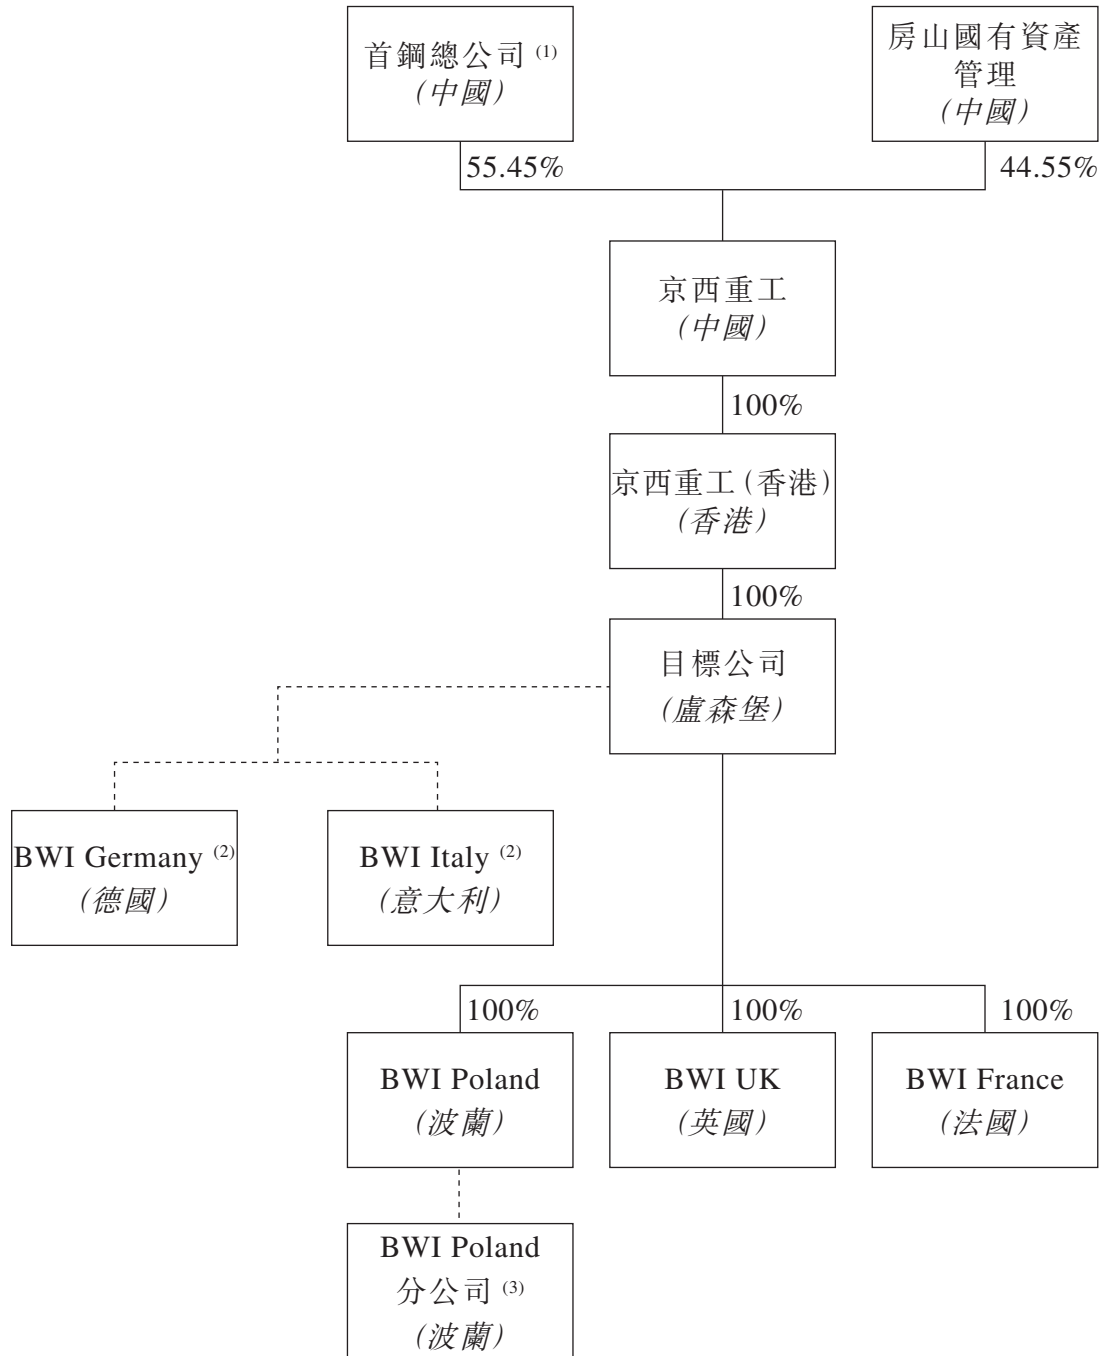 首鋼總公司 (1)
(中國)
房山國有資產
管理
(中國)
55.45%
44.55%
京西重工
(中國)
100%
京西重工(香港)
(香港)
100%
目標公司
(盧森堡)
BWI Germany (2)
(德國)
BWI Italy (2)
(意大利)
100%
100%
100%
BWI Poland
(波蘭)
BWI UK
(英國)
BWI France
(法國)
BWI Poland
分公司 (3)
(波蘭)